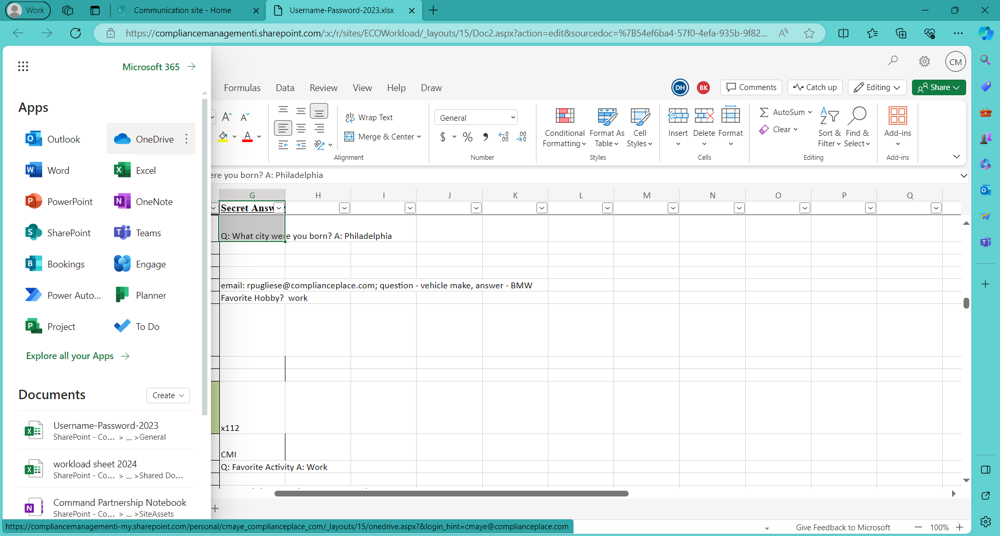 Work
Communication site - Home
Username-Password-2023.xlsx
https://compliancemanagementi.sharepoint.com/:x:/r/sites/ECOWorkload/_layouts/15/Doc2.aspx?action=edit&sourcedoc=%7B54ef6ba4-57f0-4efa-935b-9f82...
Microsoft 365
CM
Formulas Data Review View Help Draw
DH BK Comments Catch up Editing Share
Apps
Outlook OneDrive
Word Excel
PowerPoint OneNote
SharePoint Teams
Bookings Engage
Power Auto... Planner
Project To Do
Explore all your Apps
Documents Create
Username-Password-2023
SharePoint - Co... > ... >General
workload sheet 2024
SharePoint - Co... > ... >Shared Do...
Command Partnership Notebook
SharePoint - Co... > ... >SiteAssets
Wrap Text
Merge & Center
Alignment
General
$ % , .00
Number
Conditional Formatting
Format As Table
Cell Styles
Styles
Insert Delete Format
Cells
AutoSum
Clear
Sort & Filter
Find & Select
Editing
Add-ins
Add-ins
ere you born? A: Philadelphia
G H I J K L M N O P Q
Secret Answ
Q: What city were you born? A: Philadelphia
email: rpugliese@complianceplace.com; question - vehicle make, answer - BMW
Favorite Hobby?  work
x112
CMI
Q: Favorite Activity A: Work
https://compliancemanagementi-my.sharepoint.com/personal/cmaye_complianceplace_com/_layouts/15/onedrive.aspx?&login_hint=cmaye@complianceplace.com
Give Feedback to Microsoft
100%